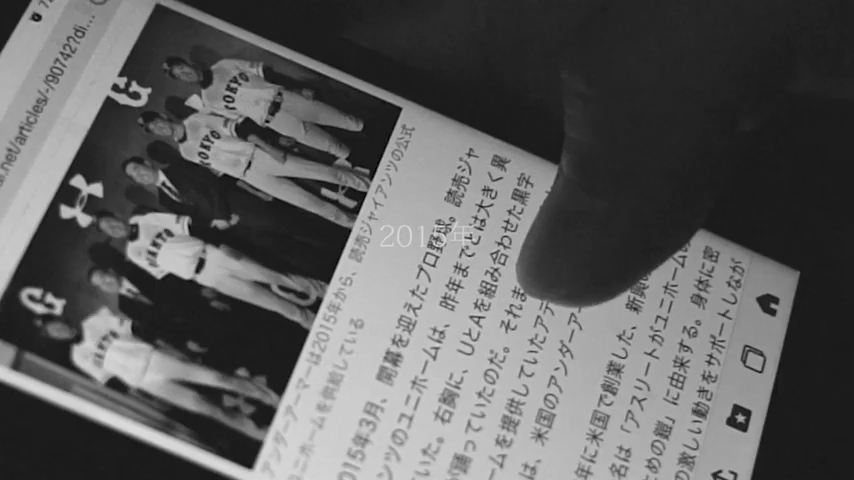 .net/articles/-/90742?di...
TOKYO
TOKYO
GIANTS
GIANTS
アンダーアーマーは2015年から、読売ジャイアンツの公式
ユニホームを供給している
2015年
015年3月、開幕を迎えたプロ野球。読売ジャ
ンツのユニホームは、昨年までとは大きく異
いた。右胸に、UとAを組み合わせた黒字
が踊っていたのだ。それま
ームを提供していたアデ
は、米国のアンダーアー
年に米国で創業した、新興
名は「アスリートがユニホームの
ための鎧」に由来する。身体に密
の激しい動きをサポートしなが